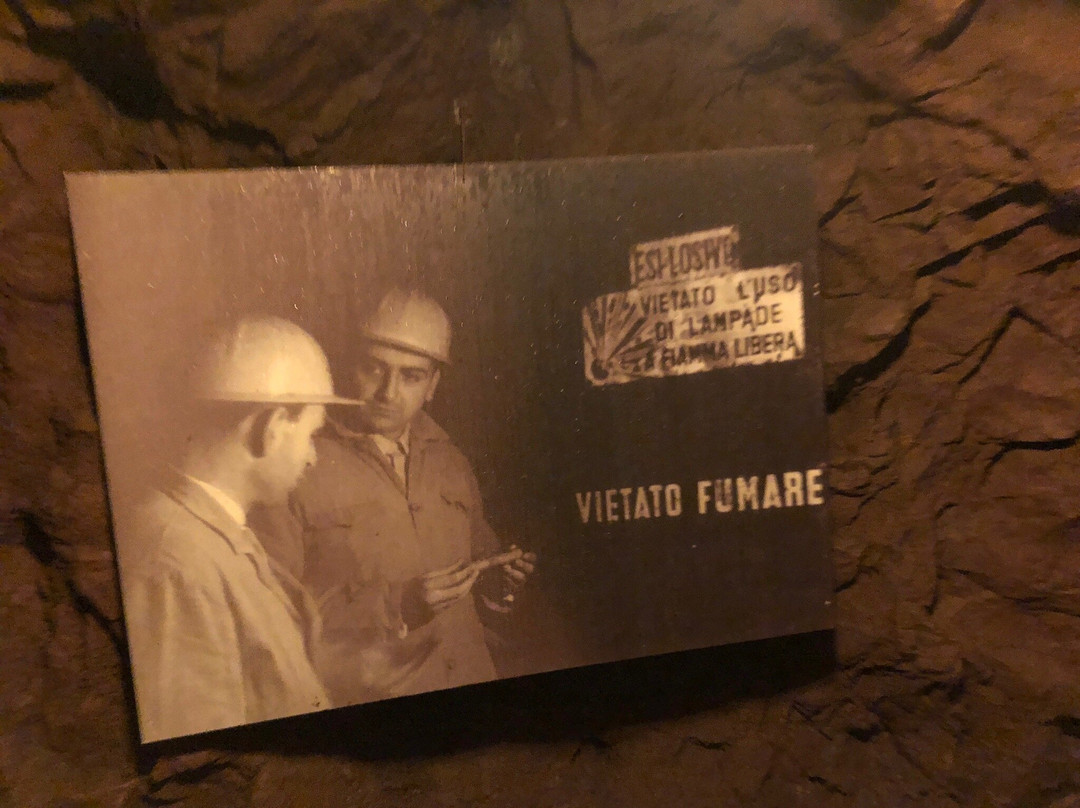 ESPLOSIVI
VIETATO L'USO
DI LAMPADE
A FIAMMA LIBERA
VIETATO FUMARE